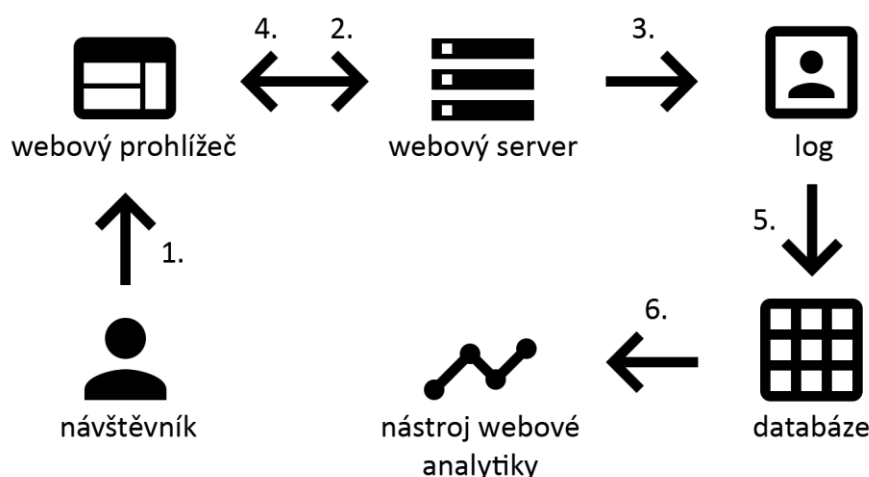 4. 2. 3.
webový prohlížeč webový server log
1. 5.
6.
návštěvník nástroj webové databáze
analytiky